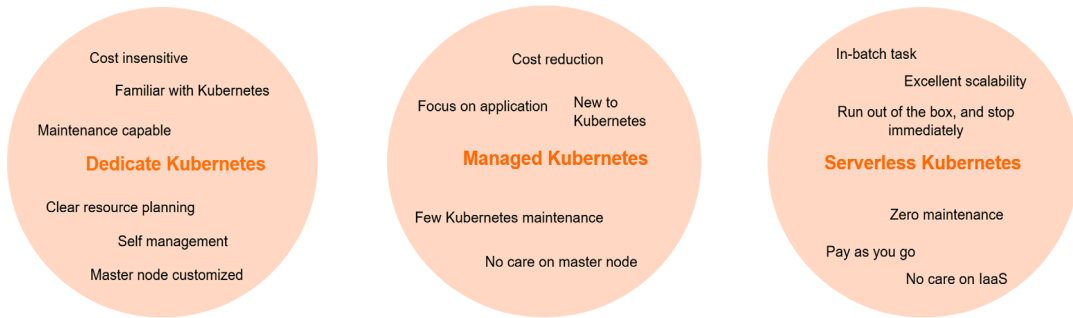 Cost insensitive
Familiar with Kubernetes
Maintenance capable
Dedicate Kubernetes
Clear resource planning
Self management
Master node customized
Cost reduction
Focus on application
New to
Kubernetes
Managed Kubernetes
Few Kubernetes maintenance
No care on master node
In-batch task
Excellent scalability
Run out of the box, and stop
immediately
Serverless Kubernetes
Zero maintenance
Pay as you go
No care on IaaS